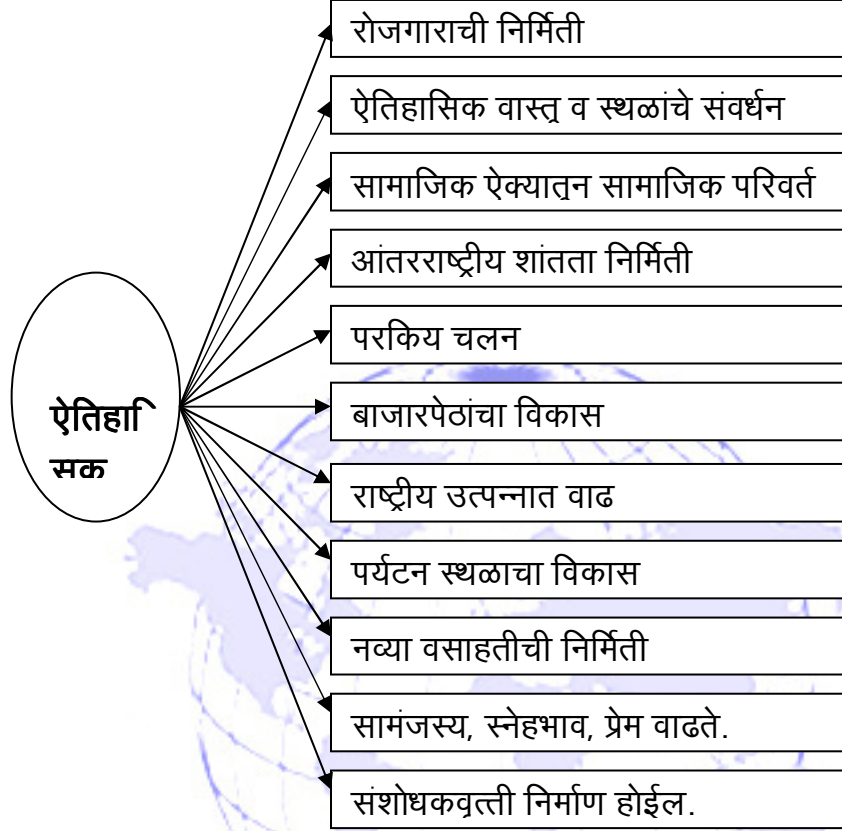 रोजगाराची निर्मिती
ऐतिहासिक वास्तू व स्थळांचे संवर्धन
सामाजिक ऐक्यातून सामाजिक परिवर्त
आंतरराष्ट्रीय शांतता निर्मिती
परकिय चलन
बाजारपेठांचा विकास
राष्ट्रीय उत्पन्नात वाढ
पर्यटन स्थळाचा विकास
नव्या वसाहतीची निर्मिती
सामंजस्य, स्नेहभाव, प्रेम वाढते.
संशोधकवृत्ती निर्माण होईल.
ऐतिहाि
सक